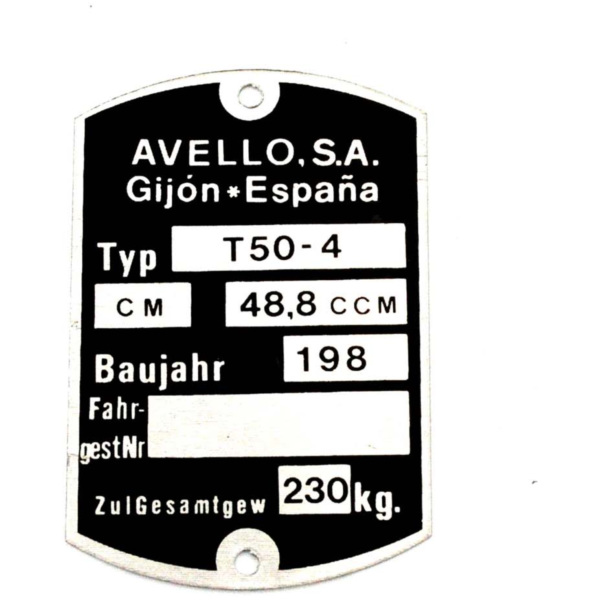 AVELLO, S.A.
Gijón * España
Typ T50-4
CM 48,8 CCM
Baujahr 198
Fahr-
gestNr
ZulGesamtgew 230 kg.